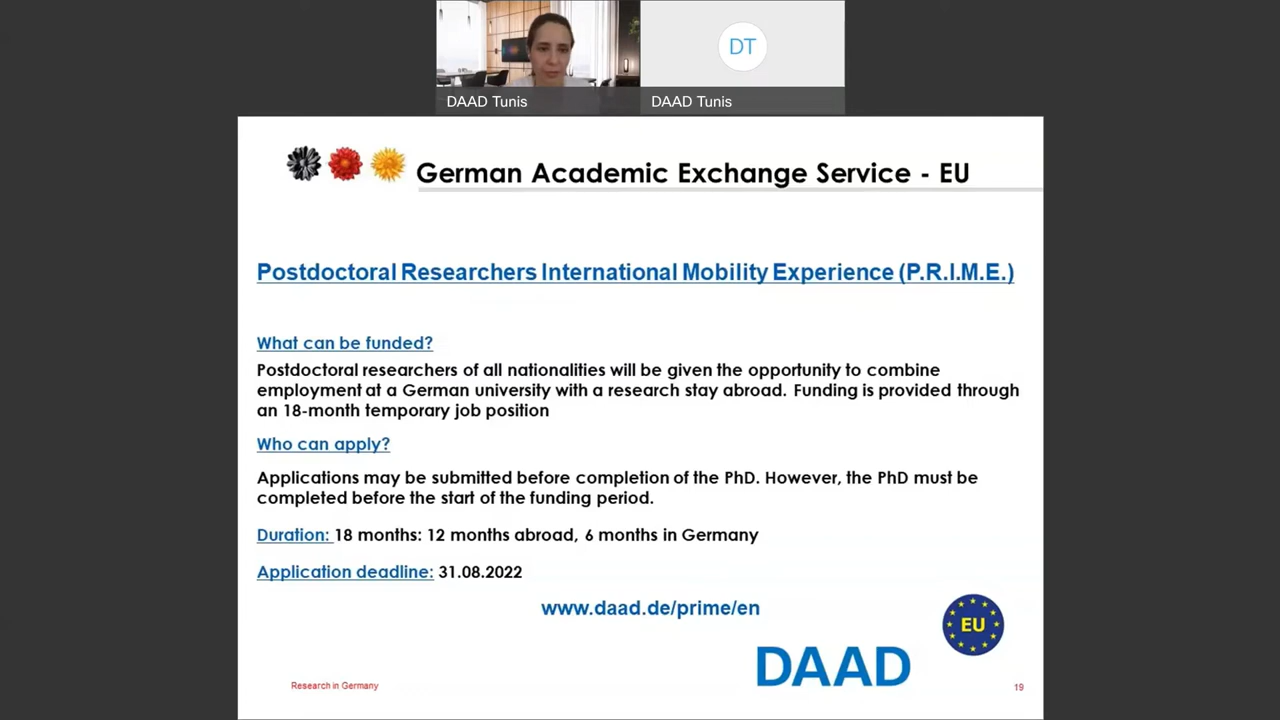 DT
DAAD Tunis
DAAD Tunis
German Academic Exchange Service - EU
Postdoctoral Researchers International Mobility Experience (P.R.I.M.E.)
What can be funded?
Postdoctoral researchers of all nationalities will be given the opportunity to combine
employment at a German university with a research stay abroad. Funding is provided through
an 18-month temporary job position
Who can apply?
Applications may be submitted before completion of the PhD. However, the PhD must be
completed before the start of the funding period.
Duration: 18 months: 12 months abroad, 6 months in Germany
Application deadline: 31.08.2022
www.daad.de/prime/en
EU
DAAD
Research in Germany
19